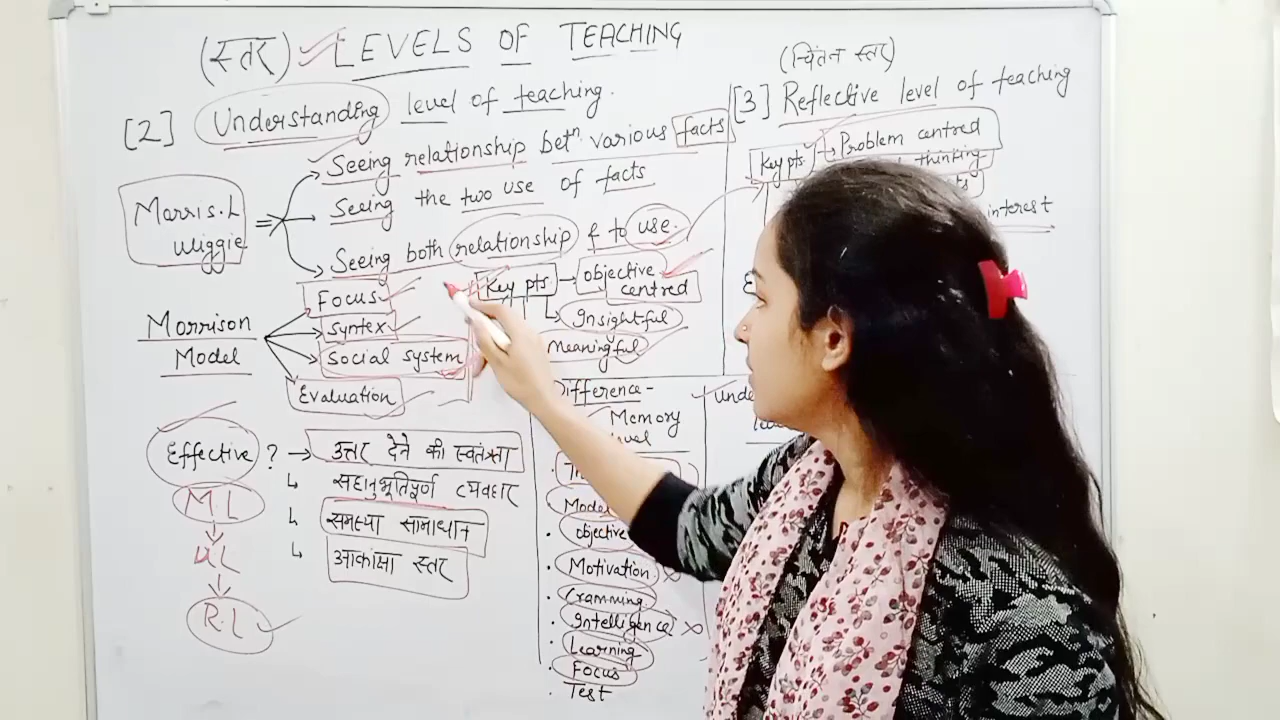 (स्तर) LEVELS OF TEACHING
[2] Understanding level of teaching.
Seeing relationship betn various facts
Morris.L
Wiggie
Seeing the two use of facts
Seeing both relationship & to use.
Key pts
objective
centred
Insightful
Meaningful
Morrison
Model
Focus
Syntex
Social system
Evaluation
Effective ? → उत्तर देने की स्वतंत्रता
सहानुभूतिपूर्ण व्यवहार
समस्या समाधान
आकांक्षा स्तर
M.L
UL
R.L
(चिंतन स्तर)
[3] Reflective level of teaching
Key pts → Problem centred
thinking
interest
Difference-
Memory
level
Model
objective
Motivation
Cramming
Intelligence
Learning
Focus
Test